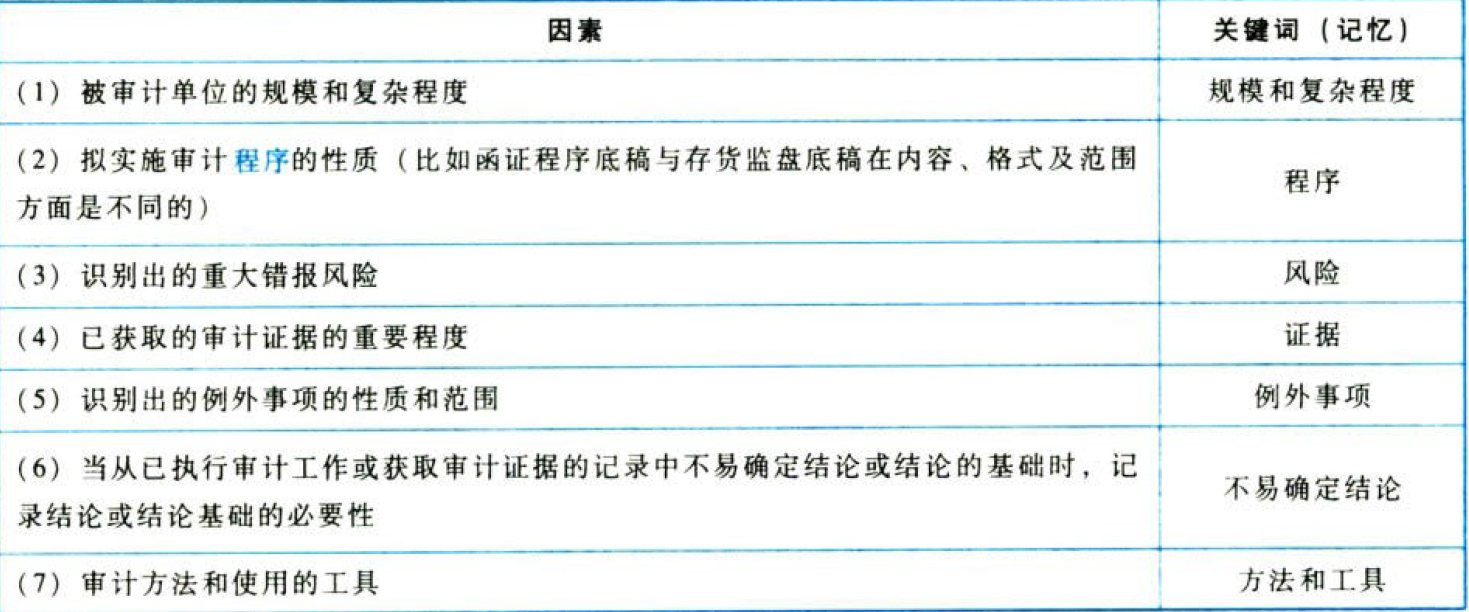 因素
关键词（记忆）
(1) 被审计单位的规模和复杂程度
规模和复杂程度
(2) 拟实施审计程序的性质（比如函证程序底稿与存货监盘底稿在内容、格式及范围
方面是不同的）
程序
(3) 识别出的重大错报风险
风险
(4) 已获取的审计证据的重要程度
证据
(5) 识别出的例外事项的性质和范围
例外事项
(6) 当从已执行审计工作或获取审计证据的记录中不易确定结论或结论的基础时，记
录结论或结论基础的必要性
不易确定结论
(7) 审计方法和使用的工具
方法和工具